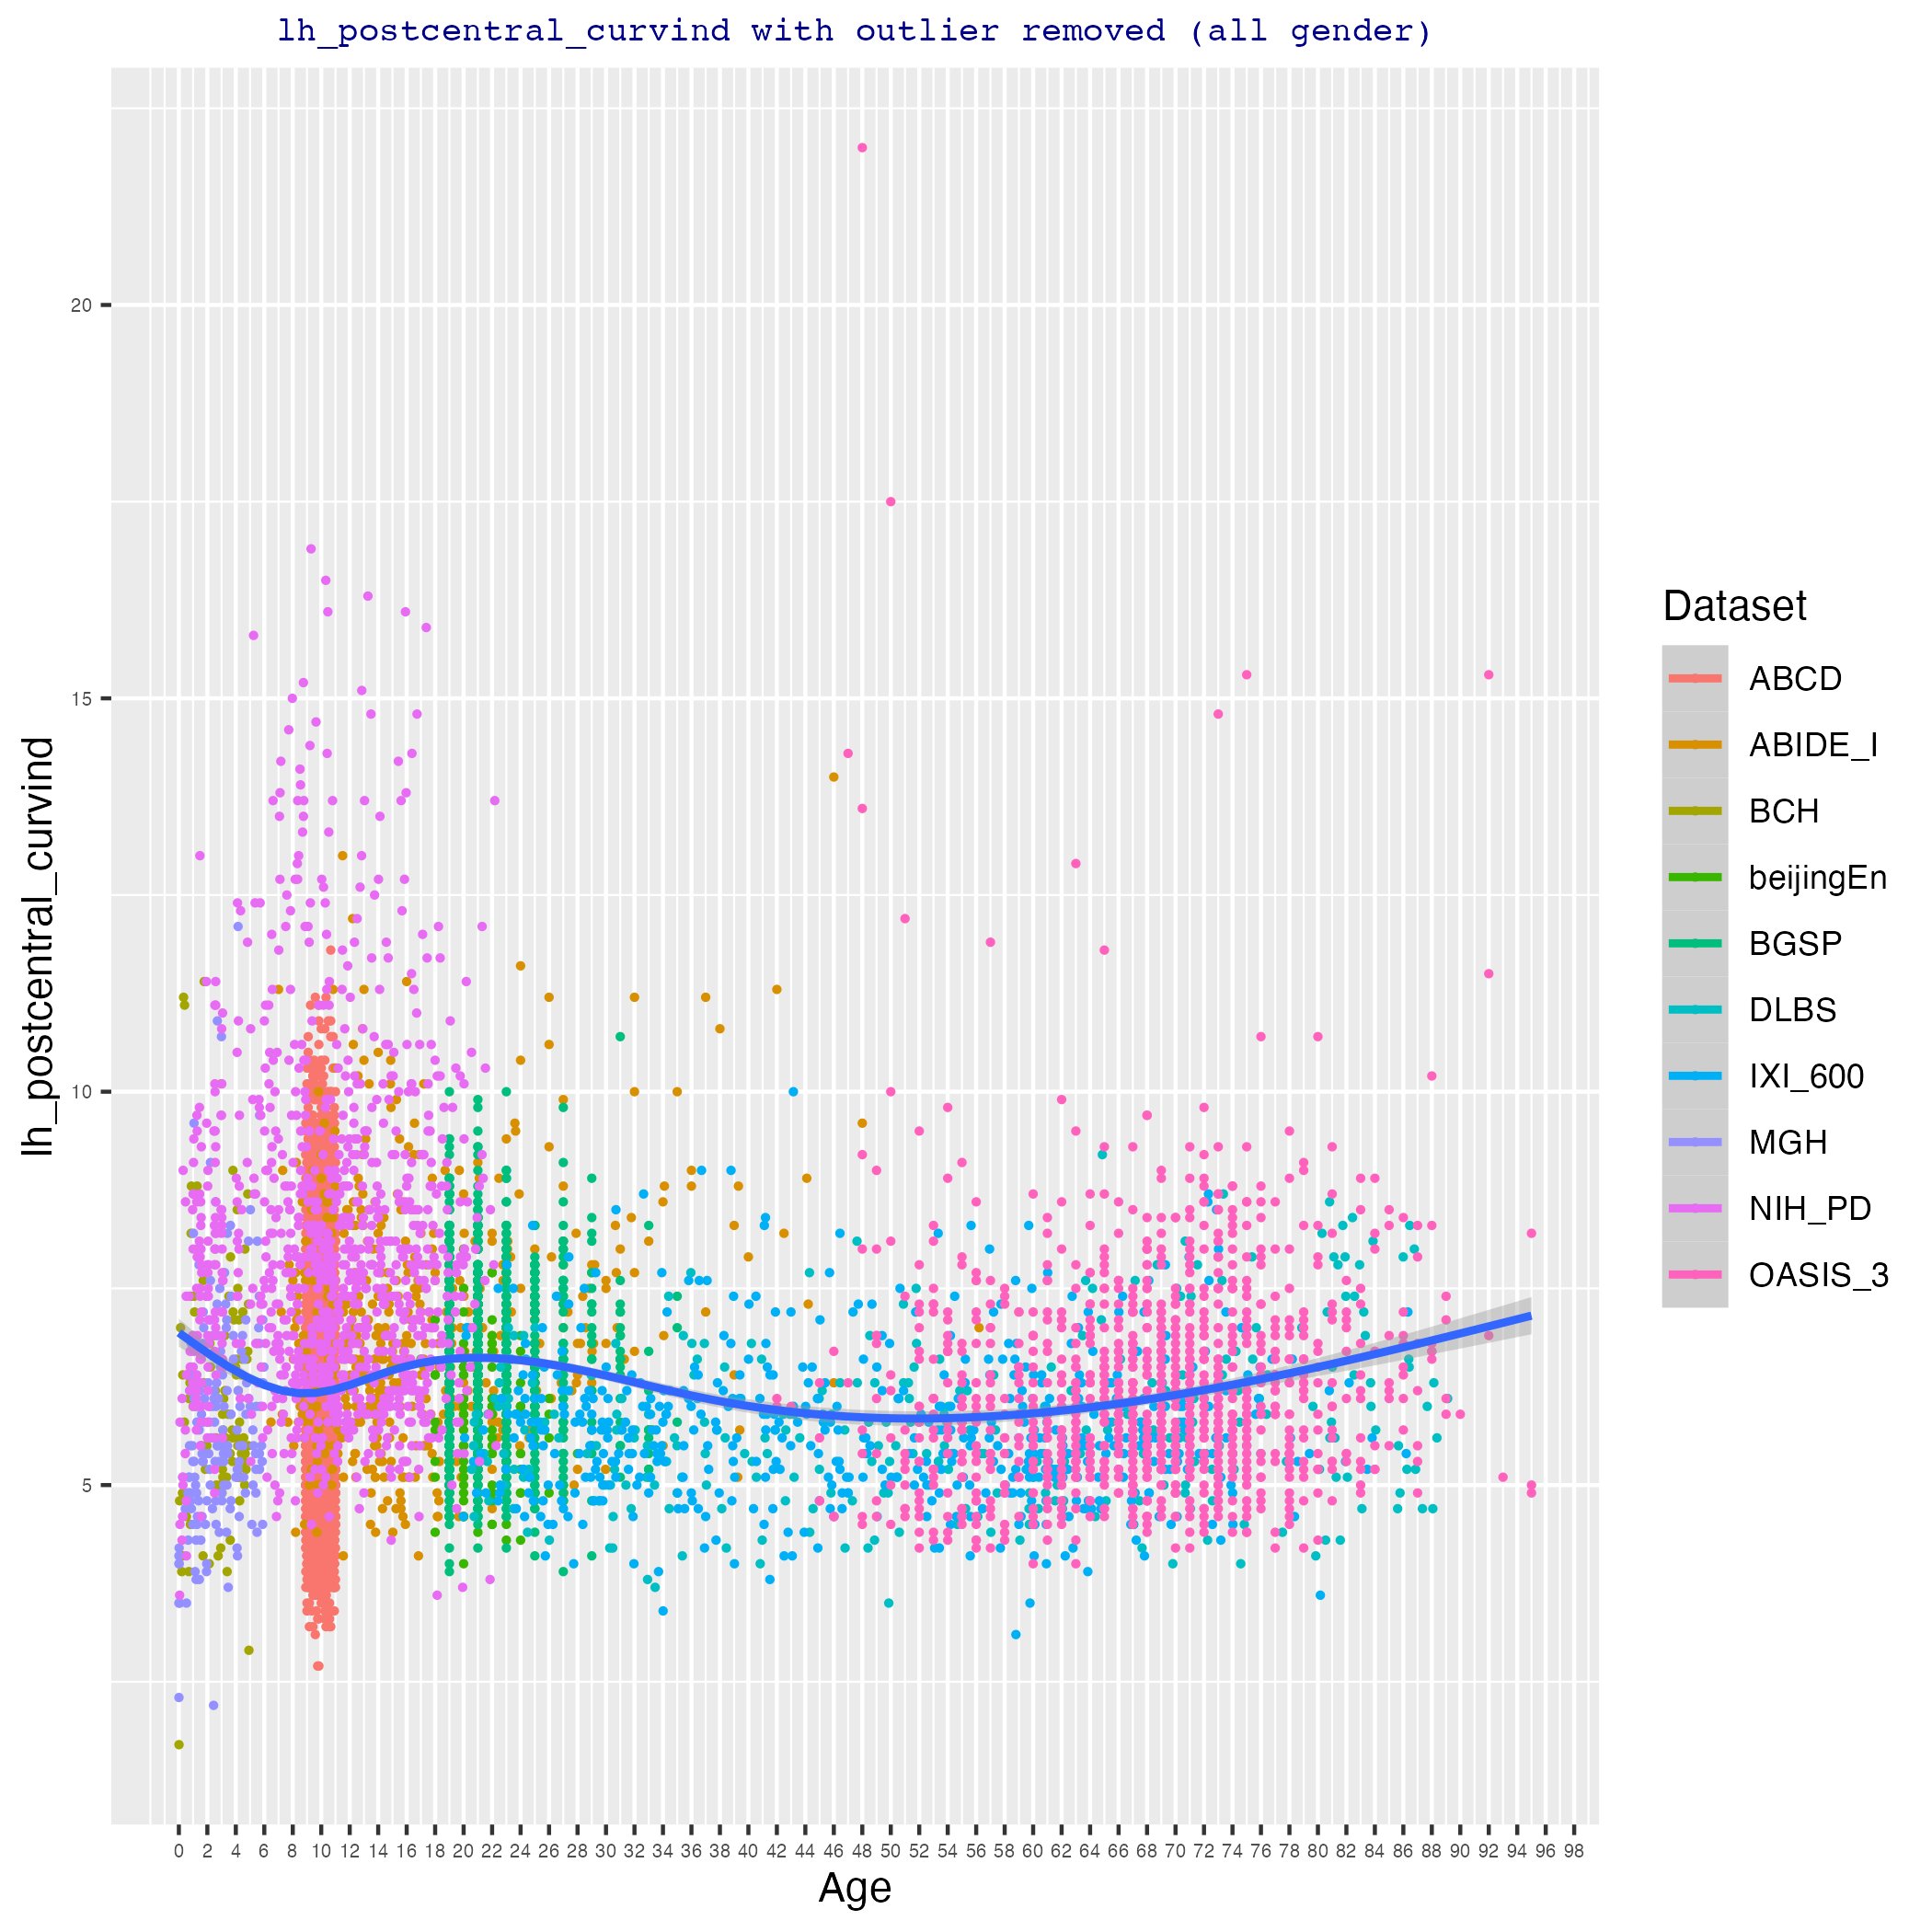 lh_postcentral_curvind with outlier removed (all gender)
lh_postcentral_curvind
20
15
10
5
0 2 4 6 8 10 12 14 16 18 20 22 24 26 28 30 32 34 36 38 40 42 44 46 48 50 52 54 56 58 60 62 64 66 68 70 72 74 76 78 80 82 84 86 88 90 92 94 96 98
Age
Dataset
ABCD
ABIDE_I
BCH
beijingEn
BGSP
DLBS
IXI_600
MGH
NIH_PD
OASIS_3